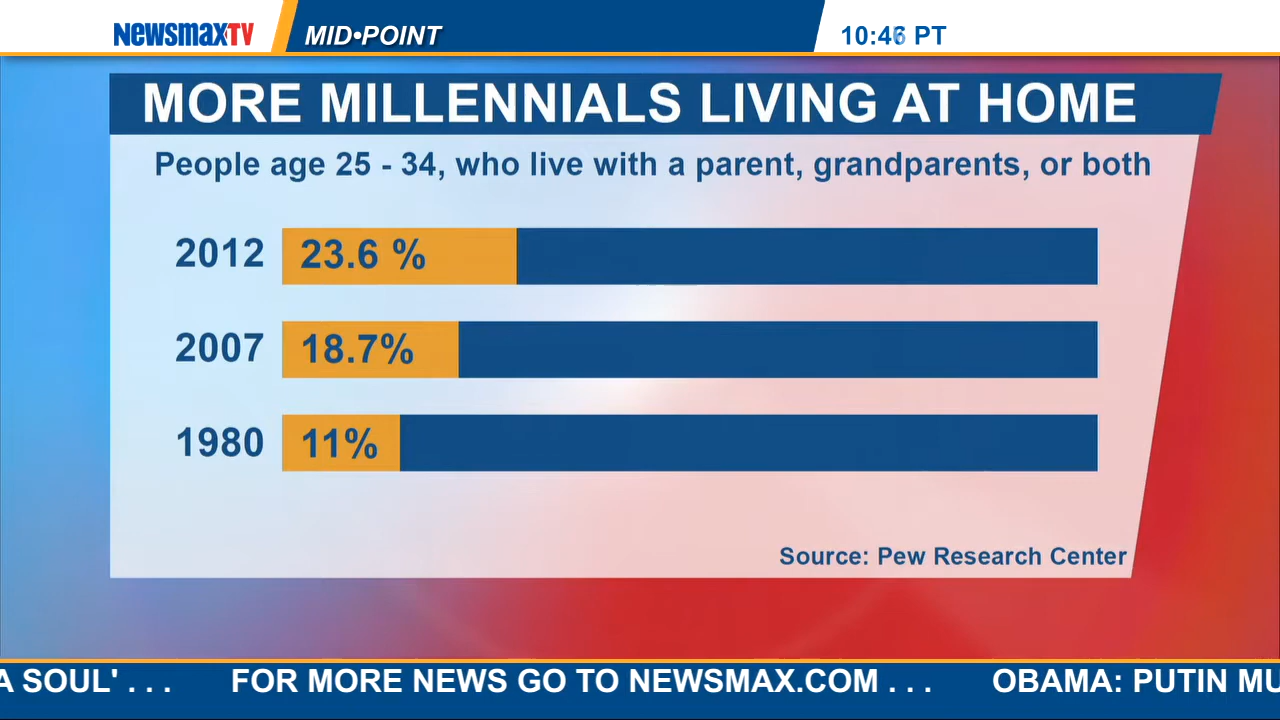 NewsmaxTV
MID•POINT
10:46 PT
MORE MILLENNIALS LIVING AT HOME
People age 25 - 34, who live with a parent, grandparents, or both
2012 23.6 %
2007 18.7%
1980 11%
Source: Pew Research Center
A SOUL' . . . FOR MORE NEWS GO TO NEWSMAX.COM . . . OBAMA: PUTIN MU